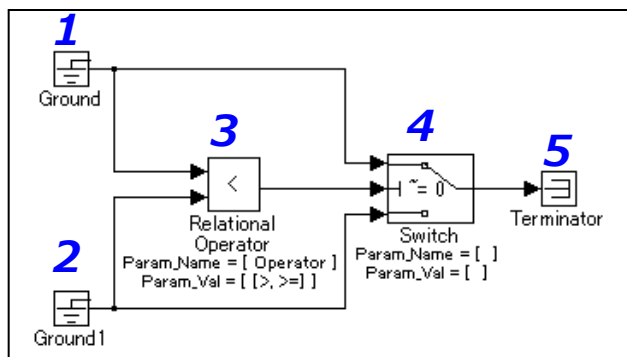 1
Ground
3
<
Relational
Operator
Param_Name = [ Operator ]
Param_Val = [ [>, >=] ]
4
~= 0
Switch
Param_Name = [ ]
Param_Val = [ ]
5
Terminator
2
Ground1